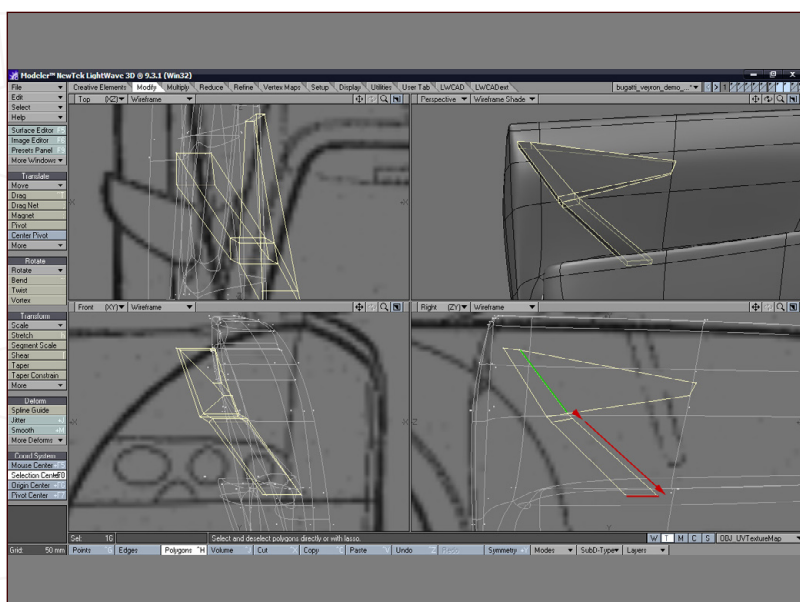 Modeler™ NewTek LightWave 3D ® 9.3.1 (Win32)
File Creative Elements Modify Multiply Reduce Refine Vertex Maps Setup Display Utilities User Tab LWCAD LWCADext
Edit Top (XZ) Wireframe Perspective Wireframe Shade
Select
Help
Surface Editor F5
Image Editor F6
Presets Panel F8
More Windows
Translate
Move
Drag
Drag Net
Magnet
Pivot
Center Pivot
More
Rotate
Rotate
Bend
Twist
Vortex
Front (XY) Wireframe Right (ZY) Wireframe
Transform
Scale
Stretch
Segment Scale
Shear
Taper
Taper Constrain
More
Deform
Spline Guide
Jitter
Smooth
More Deforms
Coord System
Mouse Center
Selection Center
Origin Center
Pivot Center
Sel: 16 Select and deselect polygons directly or with lasso. W T M C S OBJ_UVTextureMap
Grid: 50 mm Points Edges Polygons ^H Volume Cut Copy Paste Undo Redo Symmetry Modes SubD-Type Layers